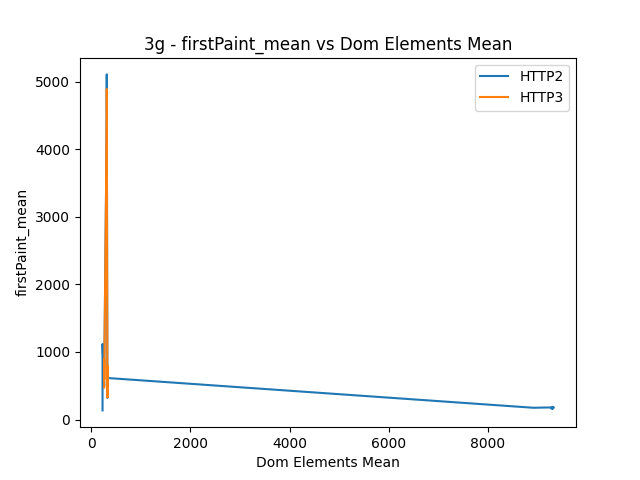 3g - firstPaint_mean vs Dom Elements Mean
HTTP2
HTTP3
5000
4000
3000
2000
1000
0
firstPaint_mean
0
2000
4000
6000
8000
Dom Elements Mean